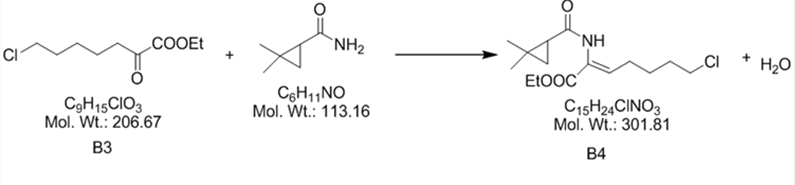 Cl
COOEt
O
+
O
NH₂
O
NH
EtOOC
Cl
+ H₂O
C₉H₁₅ClO₃
Mol. Wt.: 206.67
B3
C₆H₁₁NO
Mol. Wt.: 113.16
C₁₅H₂₄ClNO₃
Mol. Wt.: 301.81
B4